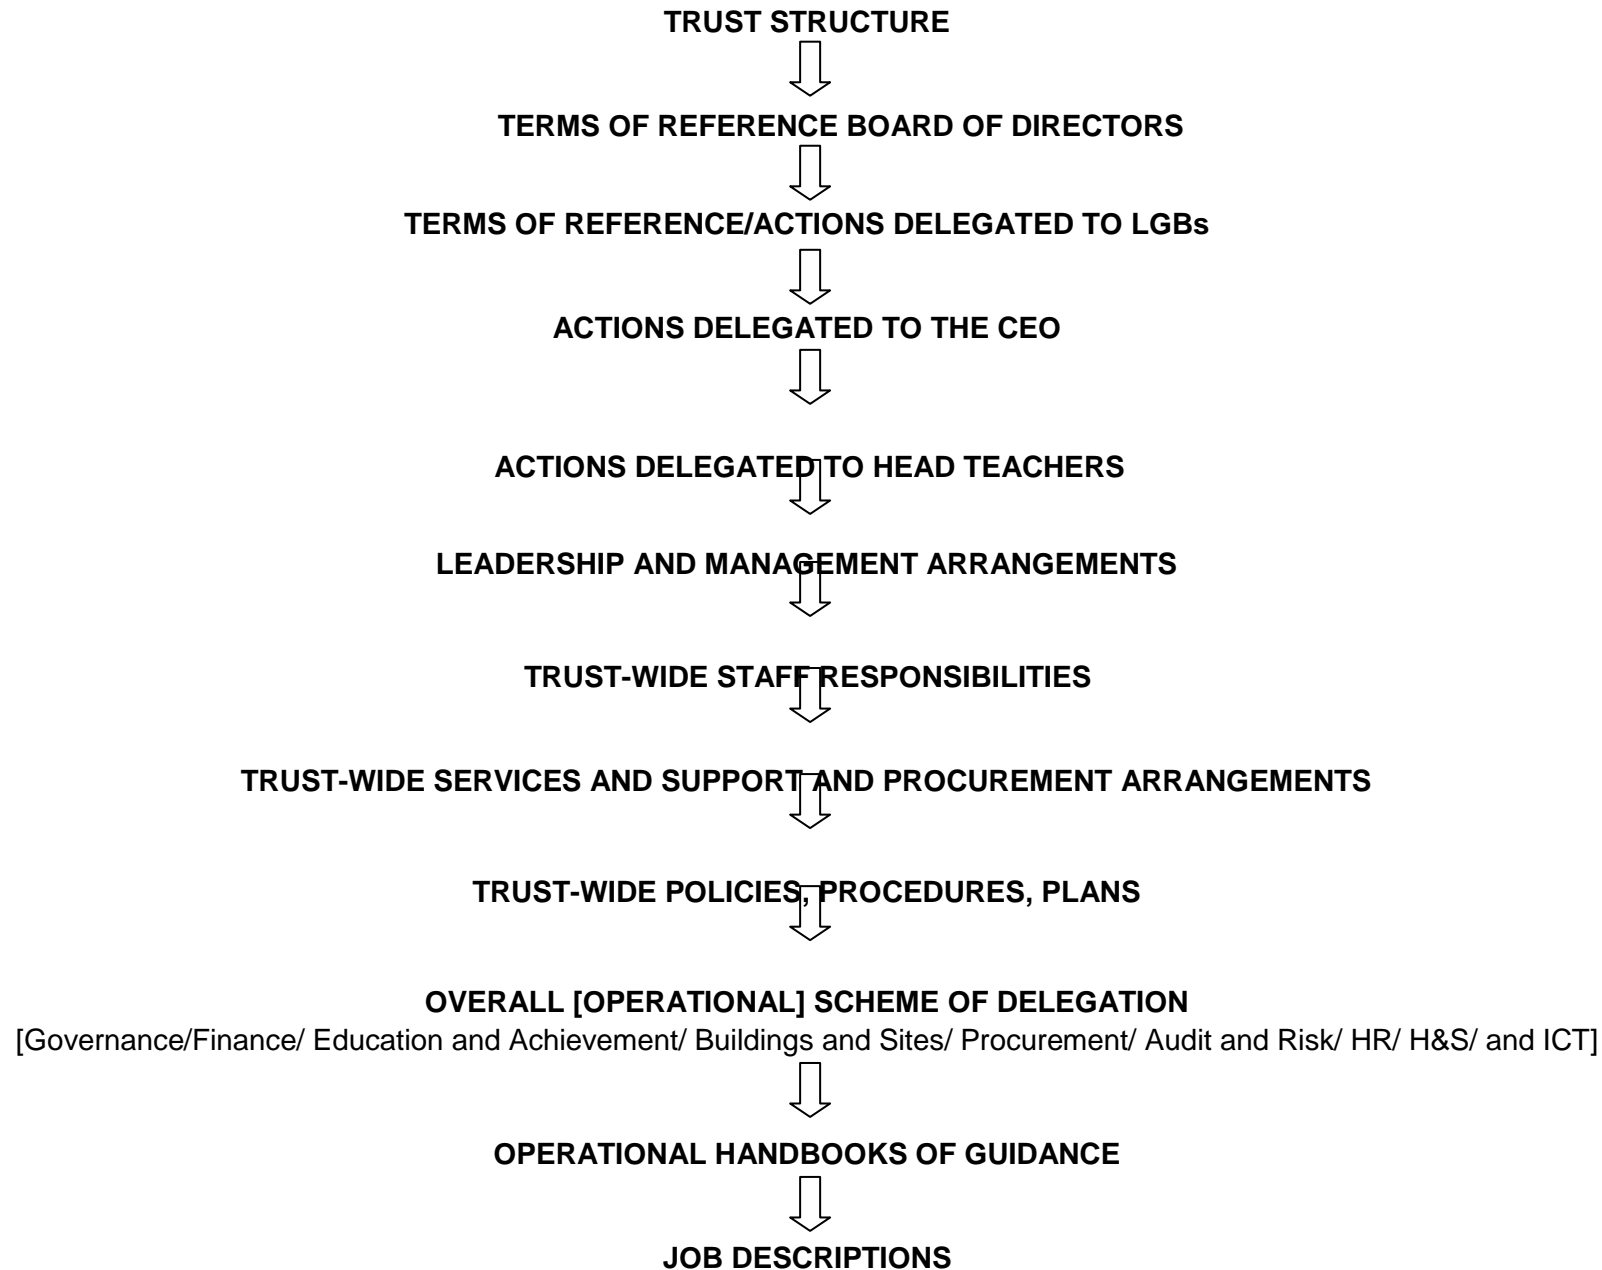 TRUST STRUCTURE
TERMS OF REFERENCE BOARD OF DIRECTORS
TERMS OF REFERENCE/ACTIONS DELEGATED TO LGBs
ACTIONS DELEGATED TO THE CEO
ACTIONS DELEGATED TO HEAD TEACHERS
LEADERSHIP AND MANAGEMENT ARRANGEMENTS
TRUST-WIDE STAFF RESPONSIBILITIES
TRUST-WIDE SERVICES AND SUPPORT AND PROCUREMENT ARRANGEMENTS
TRUST-WIDE POLICIES, PROCEDURES, PLANS
OVERALL [OPERATIONAL] SCHEME OF DELEGATION
[Governance/Finance/ Education and Achievement/ Buildings and Sites/ Procurement/ Audit and Risk/ HR/ H&S/ and ICT]
OPERATIONAL HANDBOOKS OF GUIDANCE
JOB DESCRIPTIONS